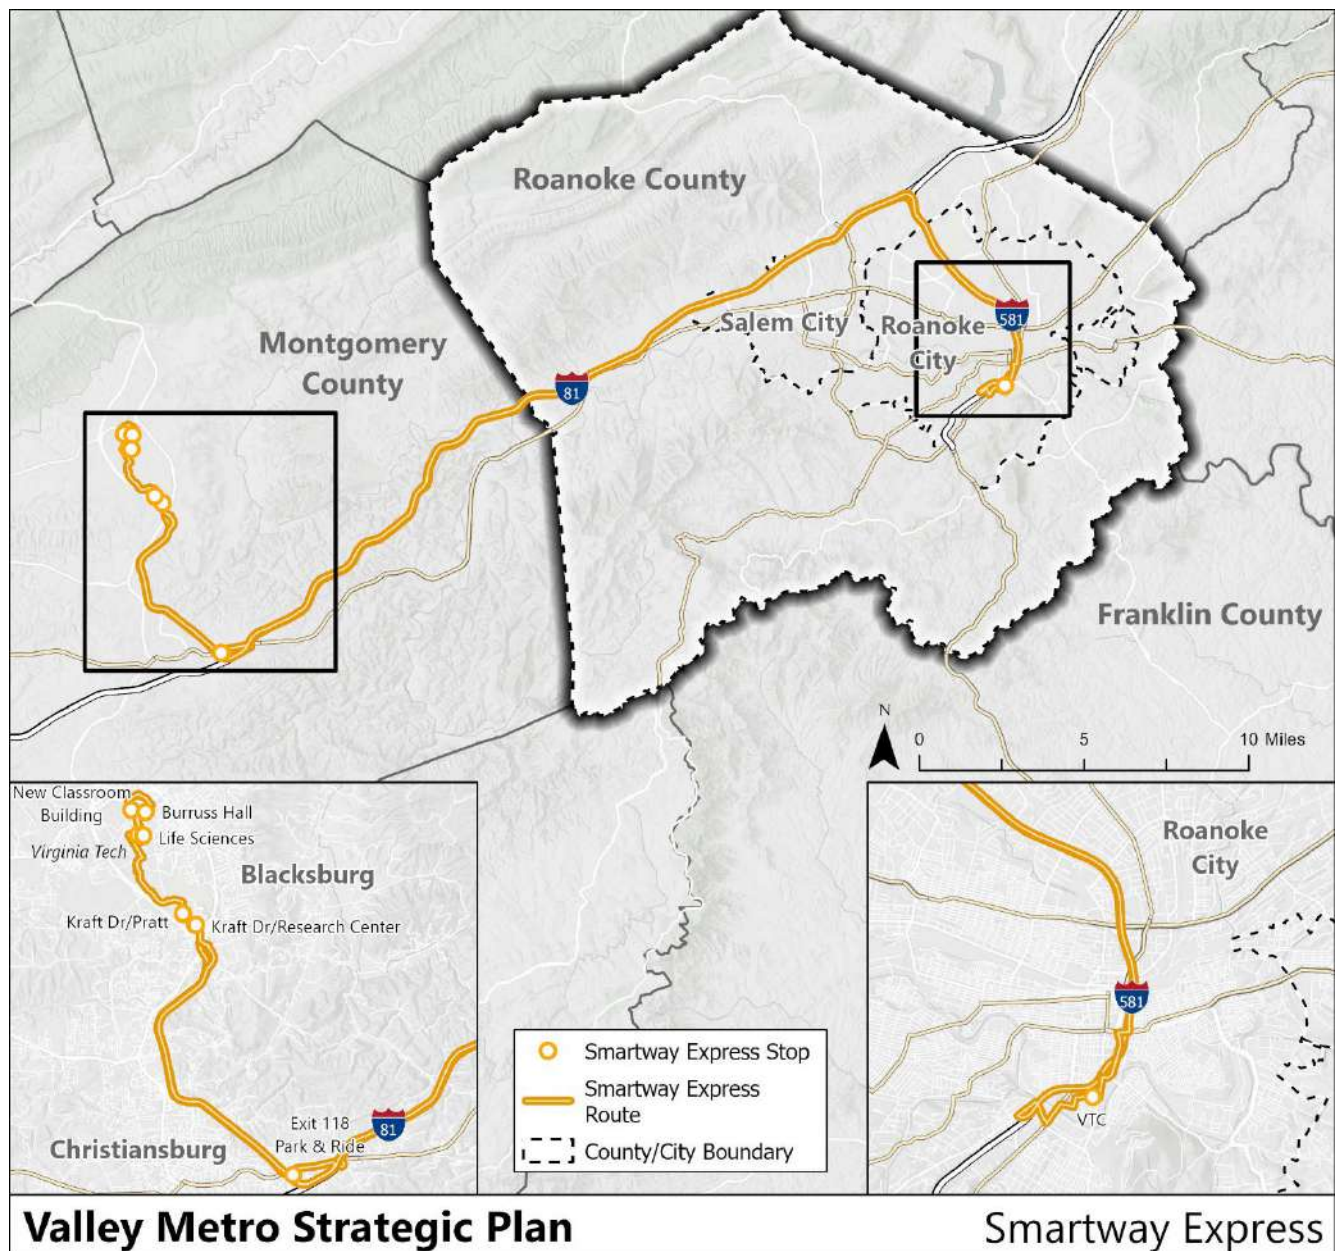 Roanoke County
Montgomery
County
Salem City
Roanoke
City
581
81
Franklin County
N
0 5 10 Miles
New Classroom
Building
Burruss Hall
Life Sciences
Virginia Tech
Blacksburg
Kraft Dr/Pratt
Kraft Dr/Research Center
Exit 118
Park & Ride
81
Christiansburg
Smartway Express Stop
Smartway Express
Route
County/City Boundary
Roanoke
City
581
VTC
Valley Metro Strategic Plan
Smartway Express